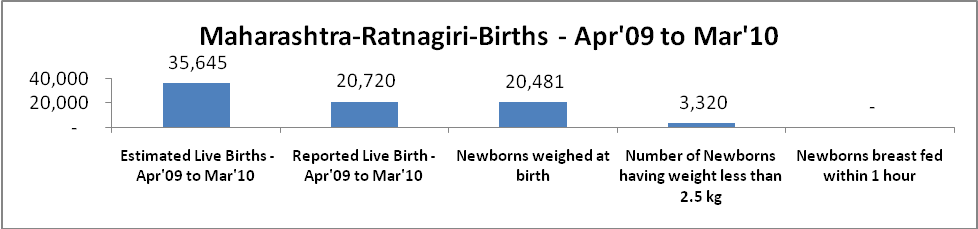 Maharashtra-Ratnagiri-Births - Apr'09 to Mar'10
35,645
20,720
20,481
3,320
-
40,000
20,000
-
Estimated Live Births -
Apr'09 to Mar'10
Reported Live Birth -
Apr'09 to Mar'10
Newborns weighed at
birth
Number of Newborns
having weight less than
2.5 kg
Newborns breast fed
within 1 hour